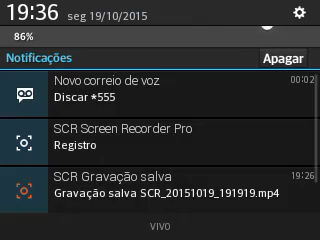 19:36 seg 19/10/2015
86%
Notificações Apagar
Novo correio de voz 00:02
Discar *555
SCR Screen Recorder Pro
Registro
SCR Gravação salva 19:26
Gravação salva SCR_20151019_191919.mp4
VIVO